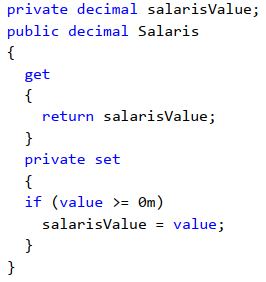 private decimal salarisValue;
public decimal Salaris
{
  get
  {
    return salarisValue;
  }
  private set
  {
  if (value >= 0m)
    salarisValue = value;
  }
}